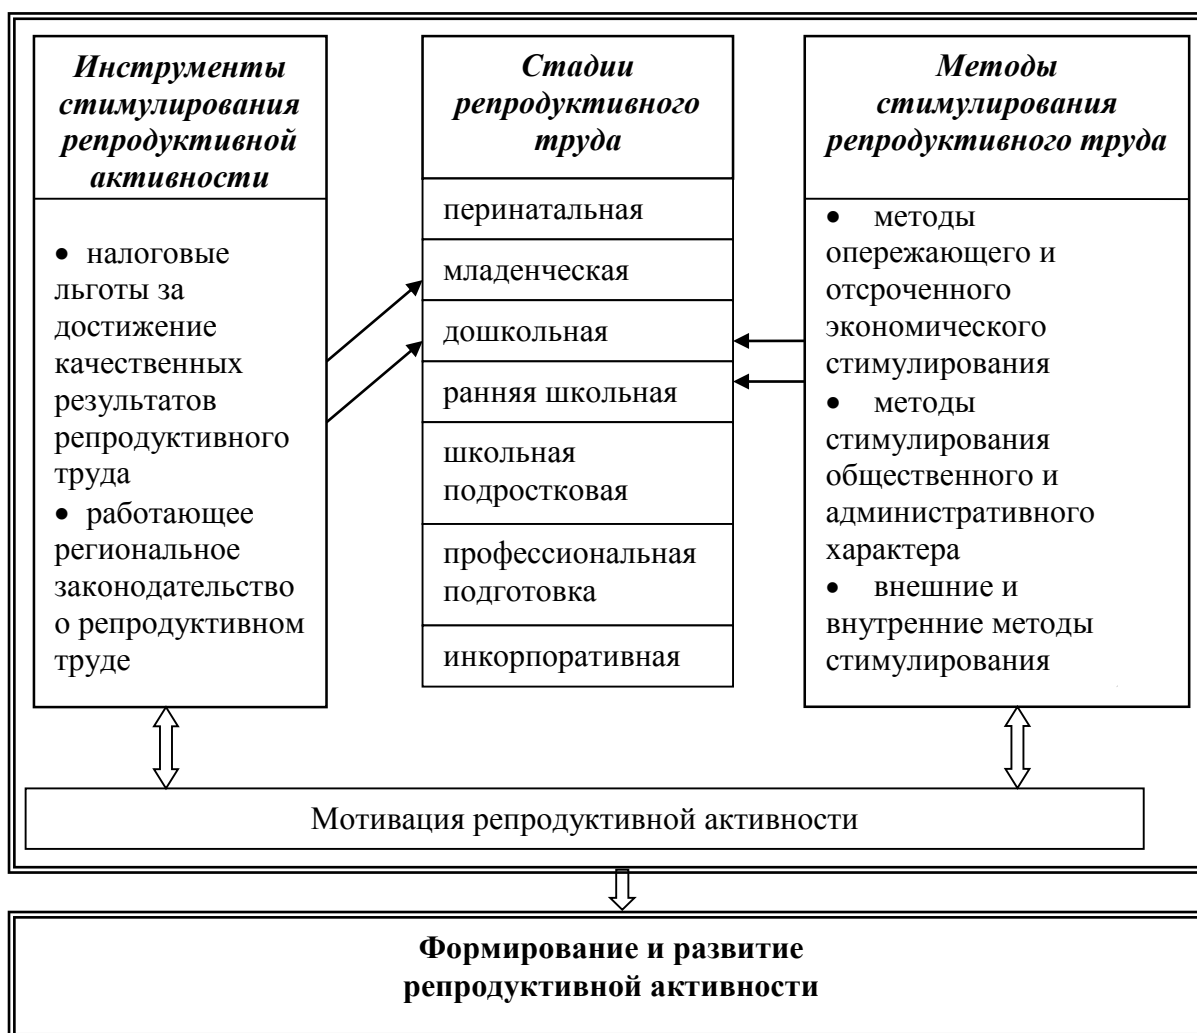 Инструменты
стимулирования
репродуктивной
активности
• налоговые
льготы за
достижение
качественных
результатов
репродуктивного
труда
• работающее
региональное
законодательство
о репродуктивном
труде
Стадии
репродуктивного
труда
перинатальная
младенческая
дошкольная
ранняя школьная
школьная
подростковая
профессиональная
подготовка
инкорпоративная
Методы
стимулирования
репродуктивного труда
• методы
опережающего и
отсроченного
экономического
стимулирования
• методы
стимулирования
общественного и
административного
характера
• внешние и
внутренние методы
стимулирования
Мотивация репродуктивной активности
Формирование и развитие
репродуктивной активности